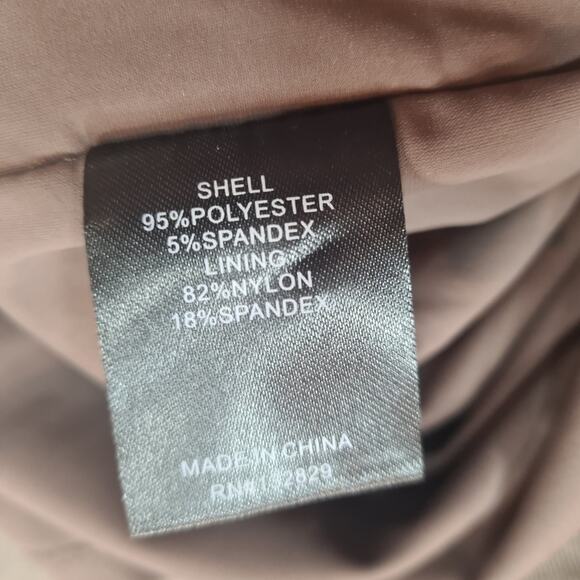 SHELL
95%POLYESTER
5%SPANDEX
LINING
82%NYLON
18%SPANDEX
MADE IN CHINA